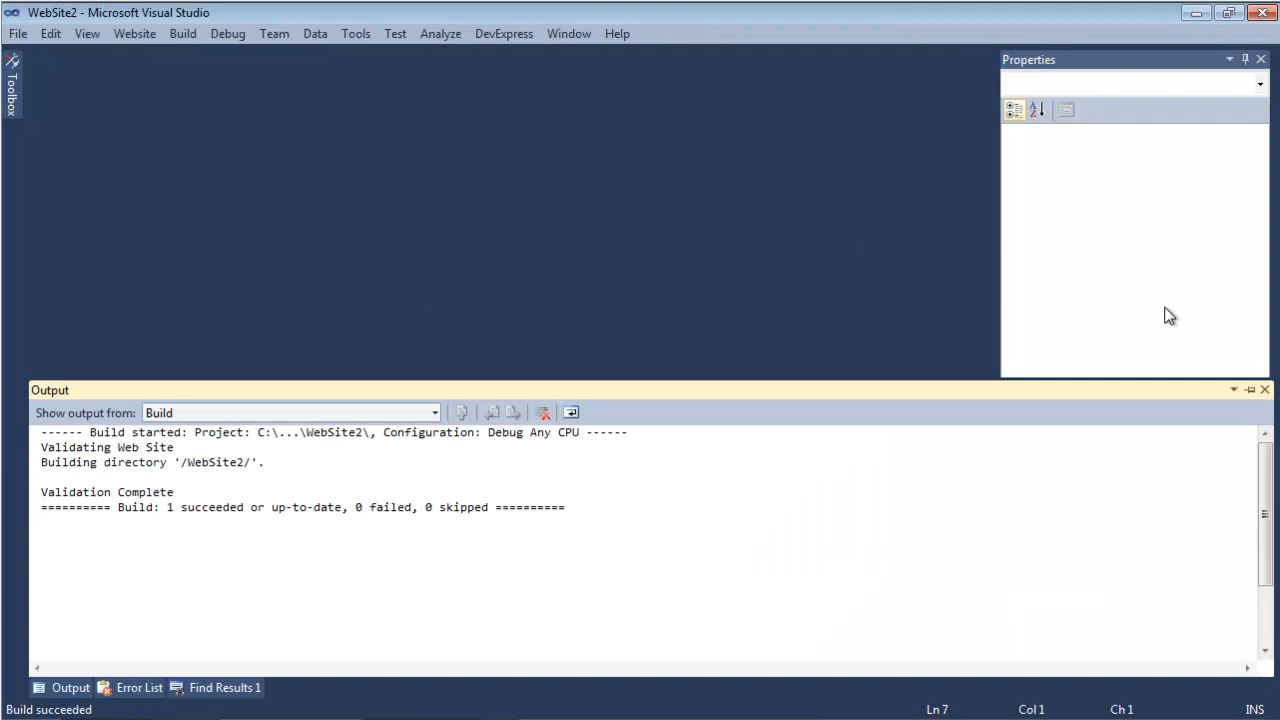 WebSite2 - Microsoft Visual Studio
File Edit View Website Build Debug Team Data Tools Test Analyze DevExpress Window Help
Toolbox
Properties
Output
Show output from: Build
------ Build started: Project: C:\...\WebSite2\, Configuration: Debug Any CPU ------
Validating Web Site
Building directory '/WebSite2/'.
Validation Complete
========== Build: 1 succeeded or up-to-date, 0 failed, 0 skipped ==========
Output Error List Find Results 1
Build succeeded Ln 7 Col 1 Ch 1 INS